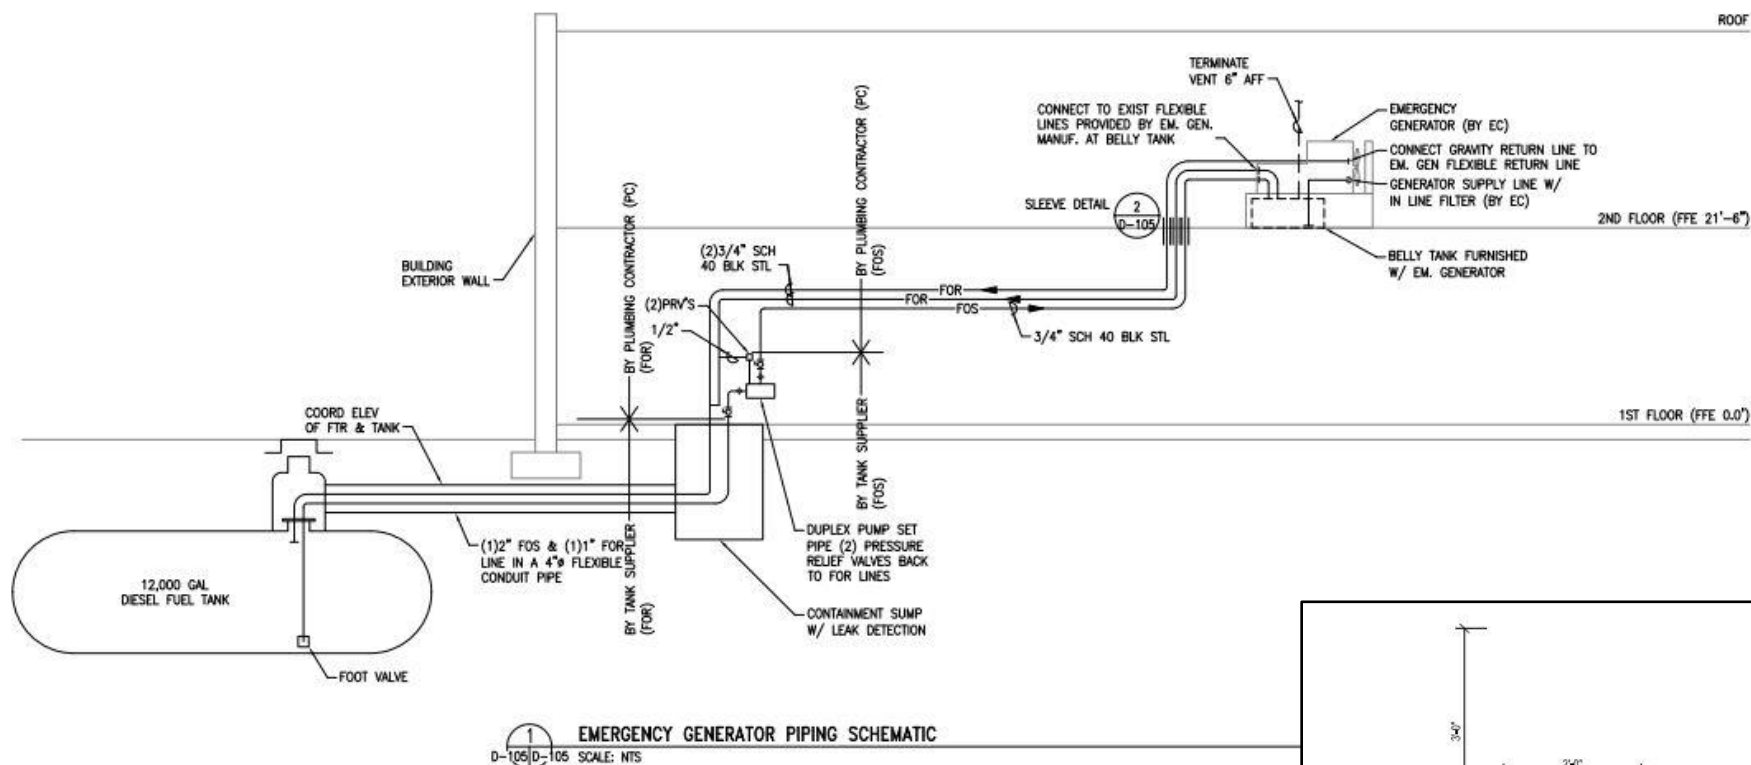 ROOF
TERMINATE
VENT 6" AFF
CONNECT TO EXIST FLEXIBLE
LINES PROVIDED BY EM. GEN.
MANUF. AT BELLY TANK
EMERGENCY
GENERATOR (BY EC)
CONNECT GRAVITY RETURN LINE TO
EM. GEN FLEXIBLE RETURN LINE
GENERATOR SUPPLY LINE W/
IN LINE FILTER (BY EC)
SLEEVE DETAIL
2
D-105
2ND FLOOR (FFE 21'-6")
BELLY TANK FURNISHED
W/ EM. GENERATOR
BY PLUMBING CONTRACTOR (PC)
(FOS)
BY PLUMBING CONTRACTOR (PC)
(FOR)
BUILDING
EXTERIOR WALL
(2)3/4" SCH
40 BLK STL
(2)PRV'S
1/2"
FOR
FOR
FOS
3/4" SCH 40 BLK STL
COORD ELEV
OF FTR & TANK
1ST FLOOR (FFE 0.0')
BY TANK SUPPLIER
(FOS)
BY TANK SUPPLIER
(FOR)
(1)2" FOS & (1)1" FOR
LINE IN A 4"ø FLEXIBLE
CONDUIT PIPE
DUPLEX PUMP SET
PIPE (2) PRESSURE
RELIEF VALVES BACK
TO FOR LINES
12,000 GAL
DIESEL FUEL TANK
CONTAINMENT SUMP
W/ LEAK DETECTION
FOOT VALVE
1
D-105 D-105
EMERGENCY GENERATOR PIPING SCHEMATIC
SCALE: NTS
3'-0"